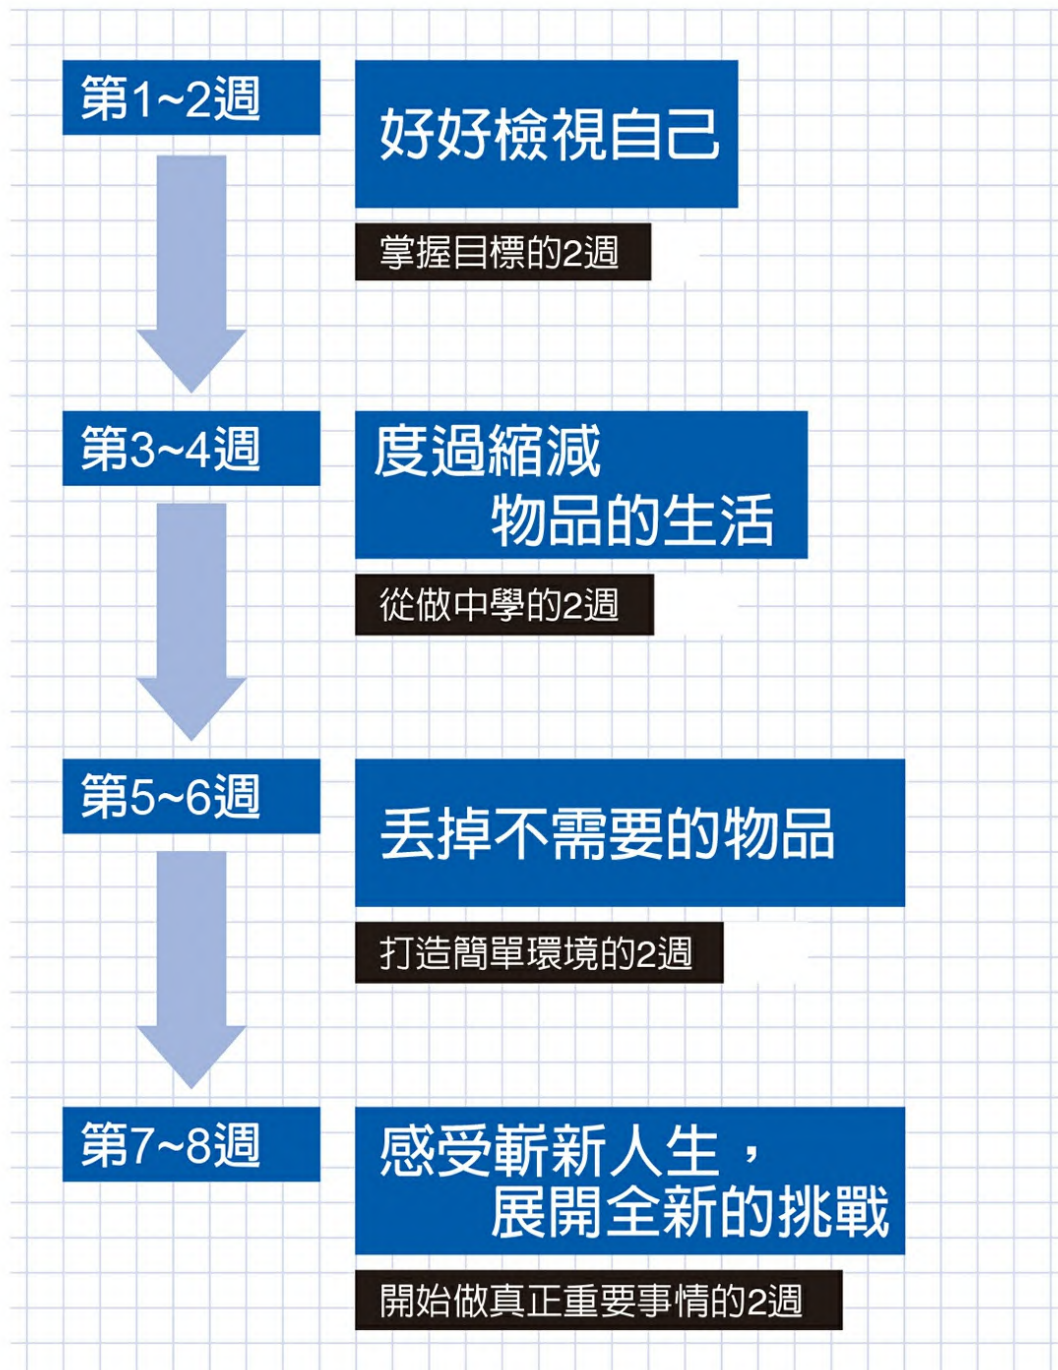 第1~2週
好好檢視自己
掌握目標的2週
第3~4週
度過縮減
物品的生活
從做中學的2週
第5~6週
丟掉不需要的物品
打造簡單環境的2週
第7~8週
感受嶄新人生，
展開全新的挑戰
開始做真正重要事情的2週